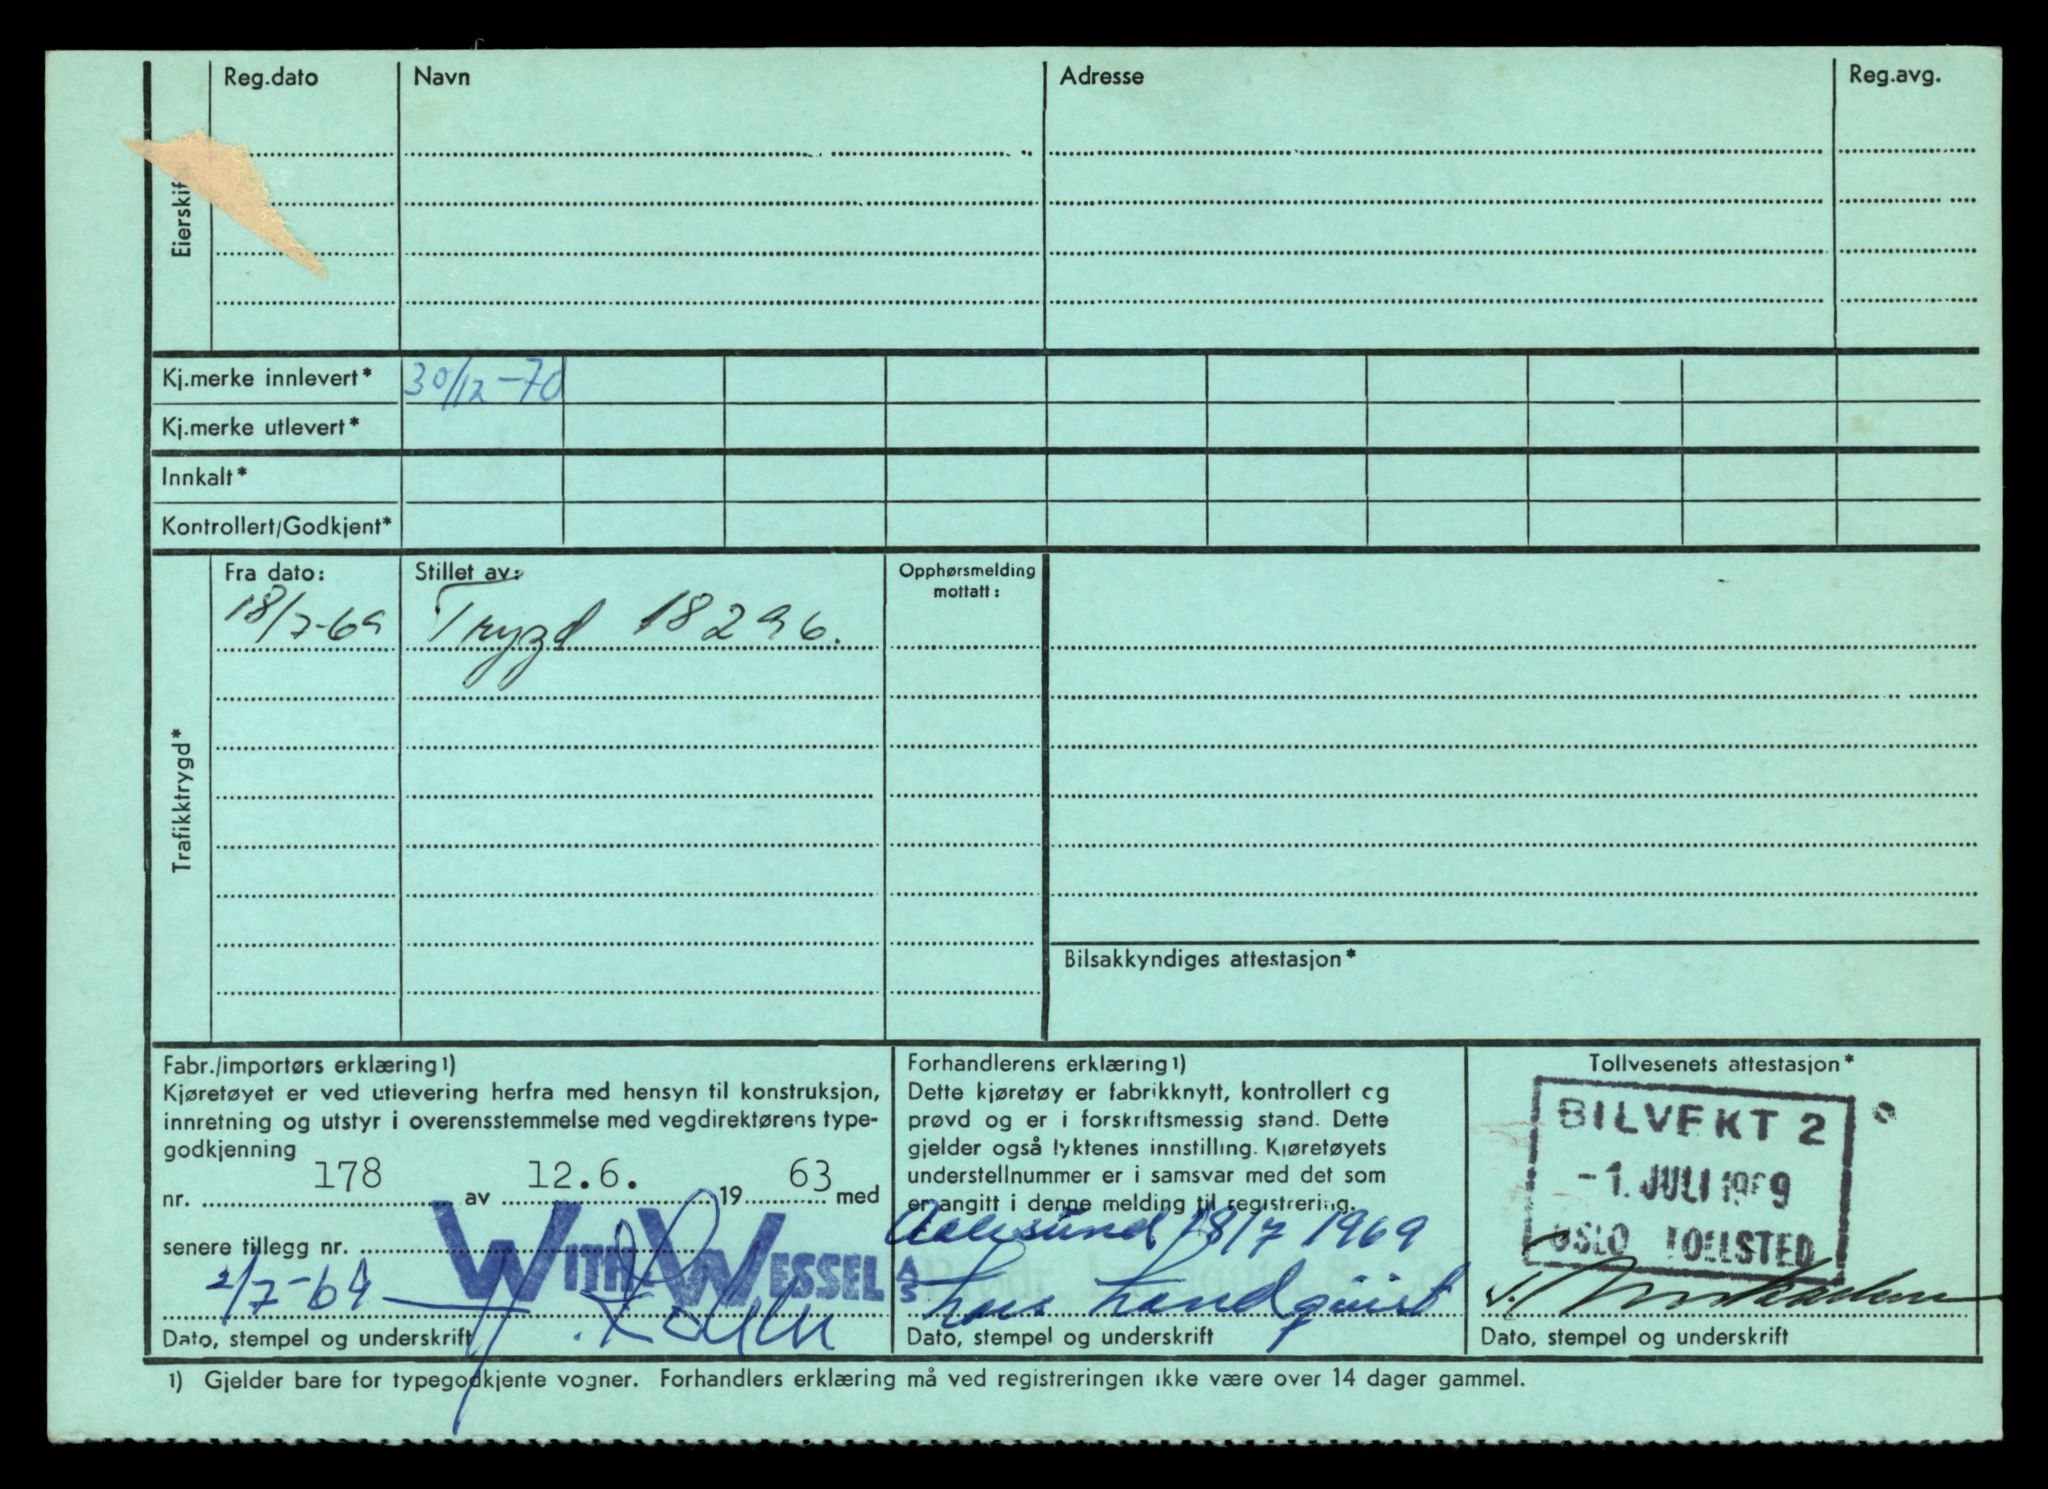 Reg.dato Navn Adresse Reg.avg.
Eierskif
Kj.merke innlevert* 30/12-70
Kj.merke utlevert*
Innkalt*
Kontrollert/Godkjent*
Trafikktrygd*
Fra dato: Stillet av: Opphørsmelding mottatt:
18/7-69 Trygd 18296.
Bilsakkyndiges attestasjon*
Fabr./importørs erklæring1)
Kjøretøyet er ved utlevering herfra med hensyn til konstruksjon,
innretning og utstyr i overensstemmelse med vegdirektørens type-
godkjenning
nr. 178 av 12.6. 19 63 med
senere tillegg nr.
2/7-69 WITH WESSEL A/S
Dato, stempel og underskrift
Forhandlerens erklæring1)
Dette kjøretøy er fabrikknytt, kontrollert og
prøvd og er i forskriftsmessig stand. Dette
gjelder også lyktenes innstilling. Kjøretøyets
understellnummer er i samsvar med det som
er angitt i denne melding til registrering.
Aalesund 18/7 1969
Lars Landquist
Dato, stempel og underskrift
Tollvesenets attestasjon*
BILVEKT 2
-1. JULI 1969
OSLO TOLLSTED
Dato, stempel og underskrift
1) Gjelder bare for typegodkjente vogner. Forhandlers erklæring må ved registreringen ikke være over 14 dager gammel.